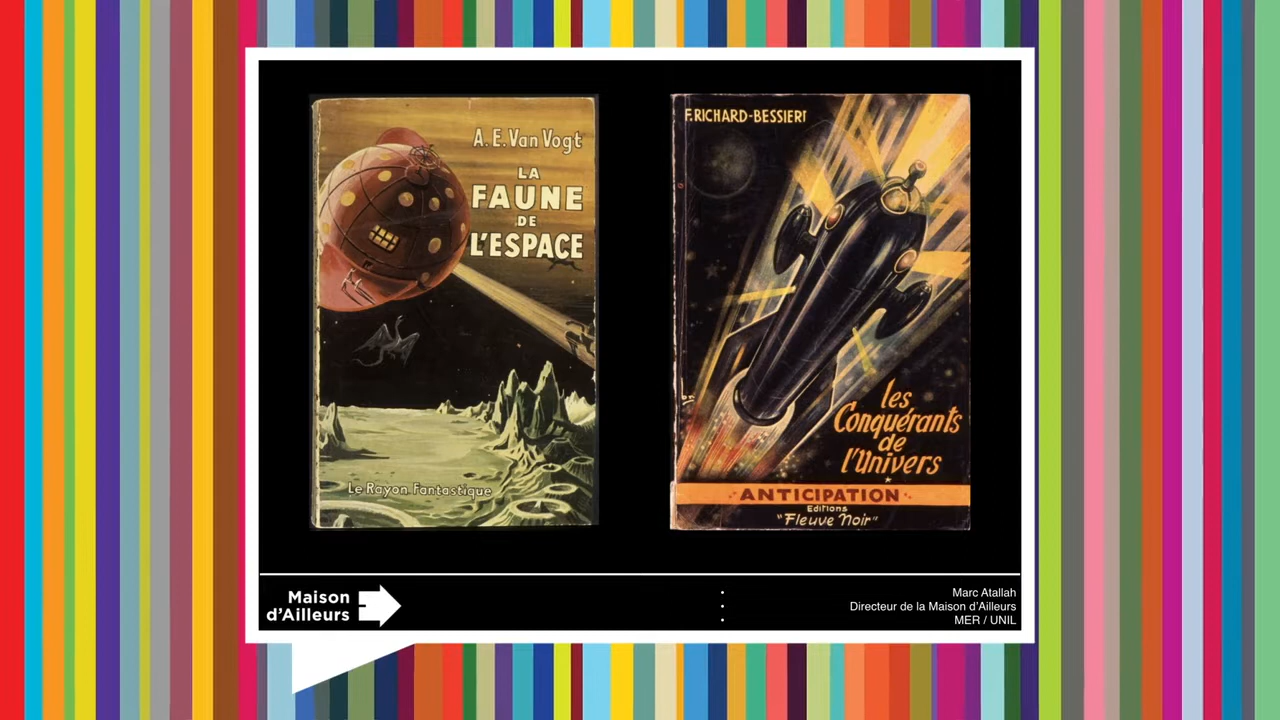 A. E. Van Vogt
LA
FAUNE
DE
L'ESPACE
Le Rayon Fantastique
F. RICHARD-BESSIERE
les
Conquérants
de
l'Univers
ANTICIPATION
Editions
"Fleuve Noir"
Maison
d'Ailleurs
Marc Atallah
Directeur de la Maison d'Ailleurs
MER / UNIL